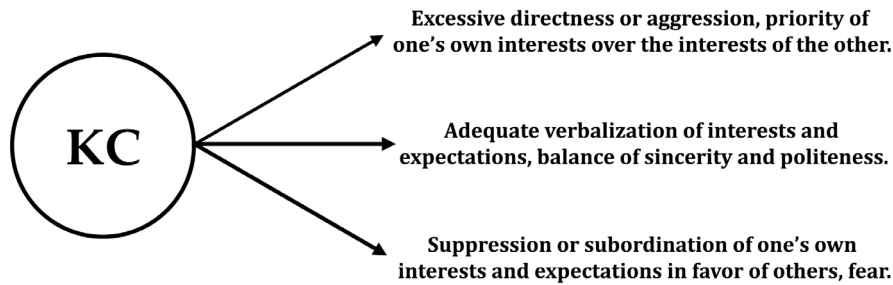 KC
Excessive directness or aggression, priority of
one's own interests over the interests of the other.
Adequate verbalization of interests and
expectations, balance of sincerity and politeness.
Suppression or subordination of one's own
interests and expectations in favor of others, fear.